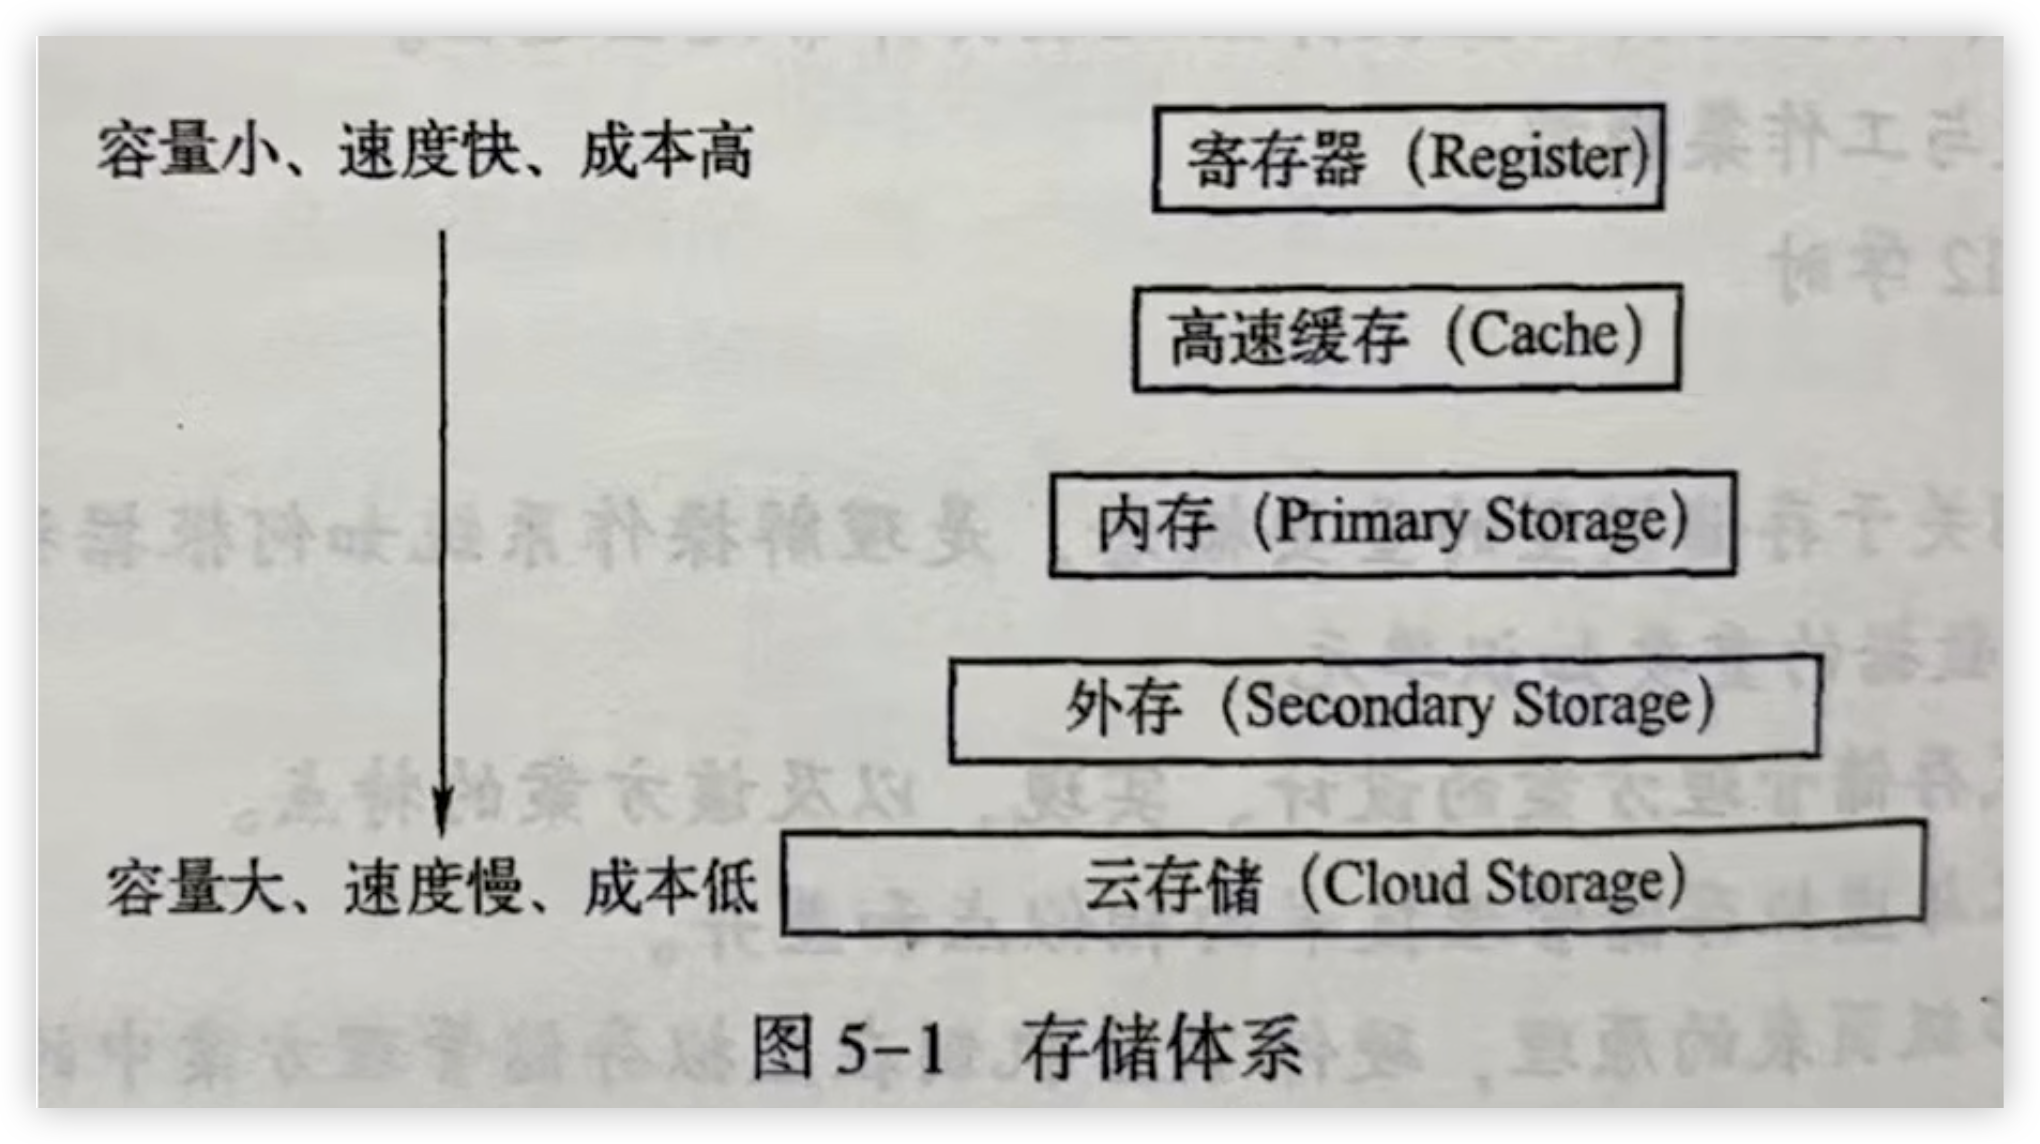 容量小、速度快、成本高
寄存器（Register）
高速缓存（Cache）
内存（Primary Storage）
外存（Secondary Storage）
容量大、速度慢、成本低
云存储（Cloud Storage）
图 5-1 存储体系